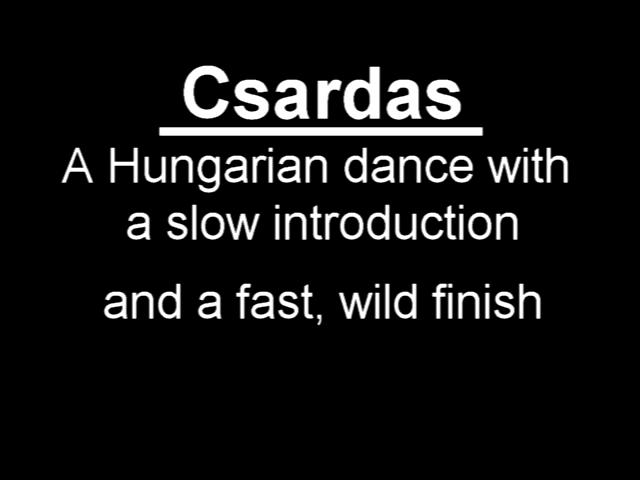 Csardas
A Hungarian dance with
a slow introduction
and a fast, wild finish